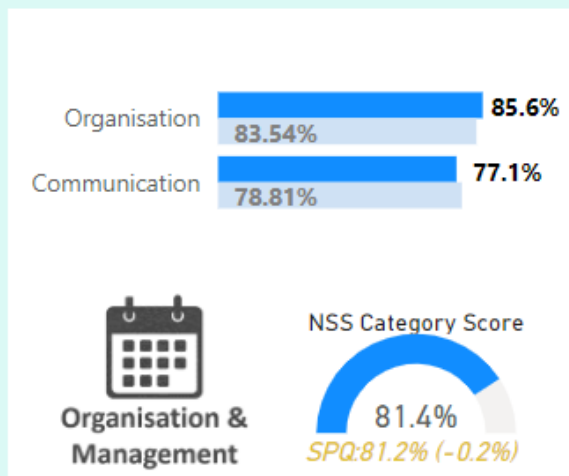 Organisation
85.6%
83.54%
Communication
77.1%
78.81%
Organisation &
Management
NSS Category Score
81.4%
SPQ:81.2% (-0.2%)